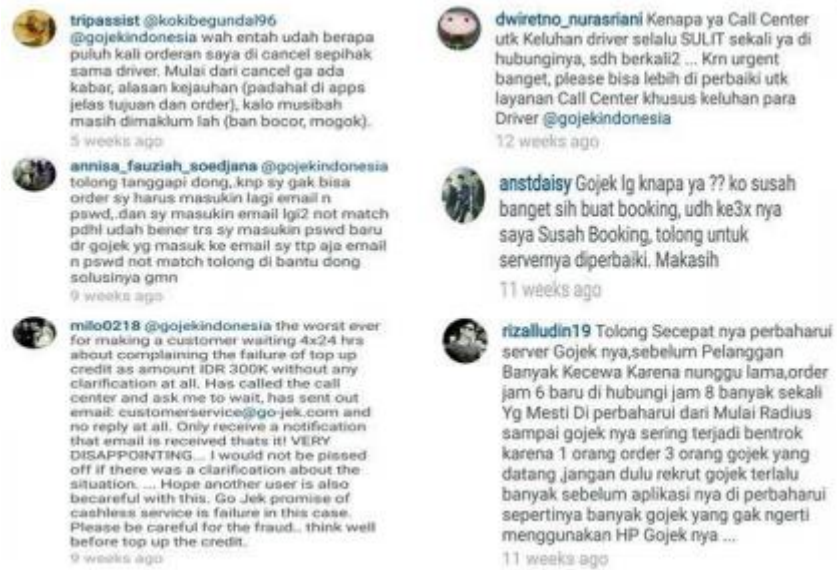 tripassist @kokibegundal96
@gojekindonesia wah entah udah berapa
puluh kali orderan saya di cancel sepihak
sama driver. Mulai dari cancel ga ada
kabar, alasan kejauhan (padahal di apps
jelas tujuan dan order), kalo musibah
masih dimaklum lah (ban bocor, mogok).
5 weeks ago
annisa_fauziah_soedjana @gojekindonesia
tolong tanggapi dong,.knp sy gak bisa
order sy harus masukin lagi email n
pswd,.dan sy masukin email lgi2 not match
pdhl udah bener trs sy masukin pswd baru
dr gojek yg masuk ke email sy ttp aja email
n pswd not match tolong di bantu dong
solusinya gmn
9 weeks ago
milo0218 @gojekindonesia the worst ever
for making a customer waiting 4x24 hrs
about complaining the failure of top up
credit as amount IDR 300K without any
clarification at all. Has called the call
center and ask me to wait, has sent out
email: customerservice@go-jek.com and
no reply at all. Only receive a notification
that email is received thats it! VERY
DISAPPOINTING... I would not be pissed
off if there was a clarification about the
situation. ... Hope another user is also
becareful with this. Go Jek promise of
cashless service is failure in this case.
Please be careful for the fraud.. think well
before top up the credit.
9 weeks ago
dwiretno_nurasriani Kenapa ya Call Center
utk Keluhan driver selalu SULIT sekali ya di
hubunginya, sdh berkali2 ... Krn urgent
banget, please bisa lebih di perbaiki utk
layanan Call Center khusus keluhan para
Driver @gojekindonesia
12 weeks ago
anstdaisy Gojek lg knapa ya ?? ko susah
banget sih buat booking, udh ke3x nya
saya Susah Booking, tolong untuk
servernya diperbaiki. Makasih
11 weeks ago
rizalludin19 Tolong Secepat nya perbaharui
server Gojek nya,sebelum Pelanggan
Banyak Kecewa Karena nunggu lama,order
jam 6 baru di hubungi jam 8 banyak sekali
Yg Mesti Di perbaharui dari Mulai Radius
sampai gojek nya sering terjadi bentrok
karena 1 orang order 3 orang gojek yang
datang ,jangan dulu rekrut gojek terlalu
banyak sebelum aplikasi nya di perbaharui
sepertinya banyak gojek yang gak ngerti
menggunakan HP Gojek nya ...
11 weeks ago